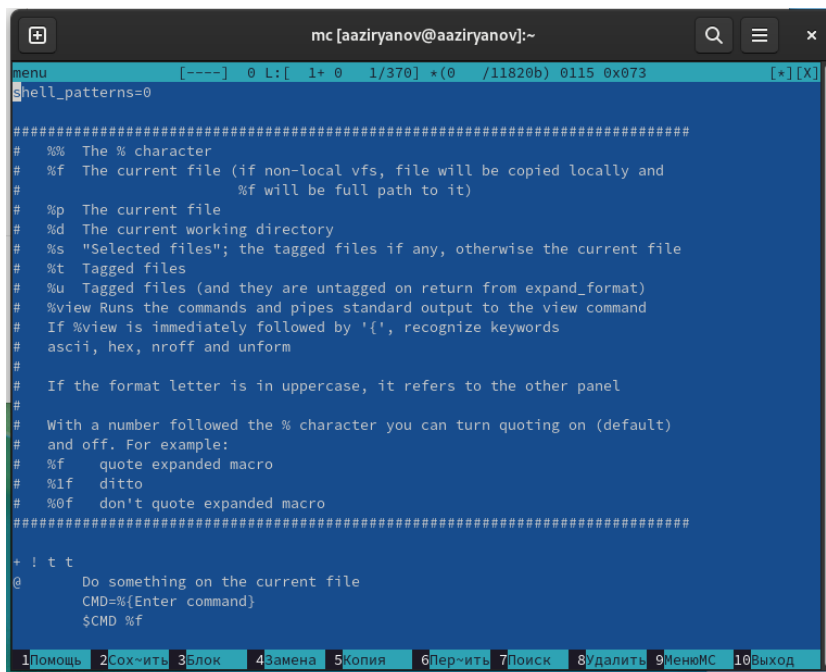 mc [aaziryanov@aaziryanov]:~
menu [----] 0 L:[ 1+ 0 1/370] *(0 /11820b) 0115 0x073 [*][X]
shell_patterns=0
###############################################################################
# %% The % character
# %f The current file (if non-local vfs, file will be copied locally and
# %f will be full path to it)
# %p The current file
# %d The current working directory
# %s "Selected files"; the tagged files if any, otherwise the current file
# %t Tagged files
# %u Tagged files (and they are untagged on return from expand_format)
# %view Runs the commands and pipes standard output to the view command
# If %view is immediately followed by '{', recognize keywords
# ascii, hex, nroff and unform
#
# If the format letter is in uppercase, it refers to the other panel
#
# With a number followed the % character you can turn quoting on (default)
# and off. For example:
# %f quote expanded macro
# %1f ditto
# %0f don't quote expanded macro
###############################################################################
+ ! t t
@ Do something on the current file
CMD=%{Enter command}
$CMD %f
1Помощь 2Сох~ить 3Блок 4Замена 5Копия 6Пер~ить 7Поиск 8Удалить 9МенюMC 10Выход